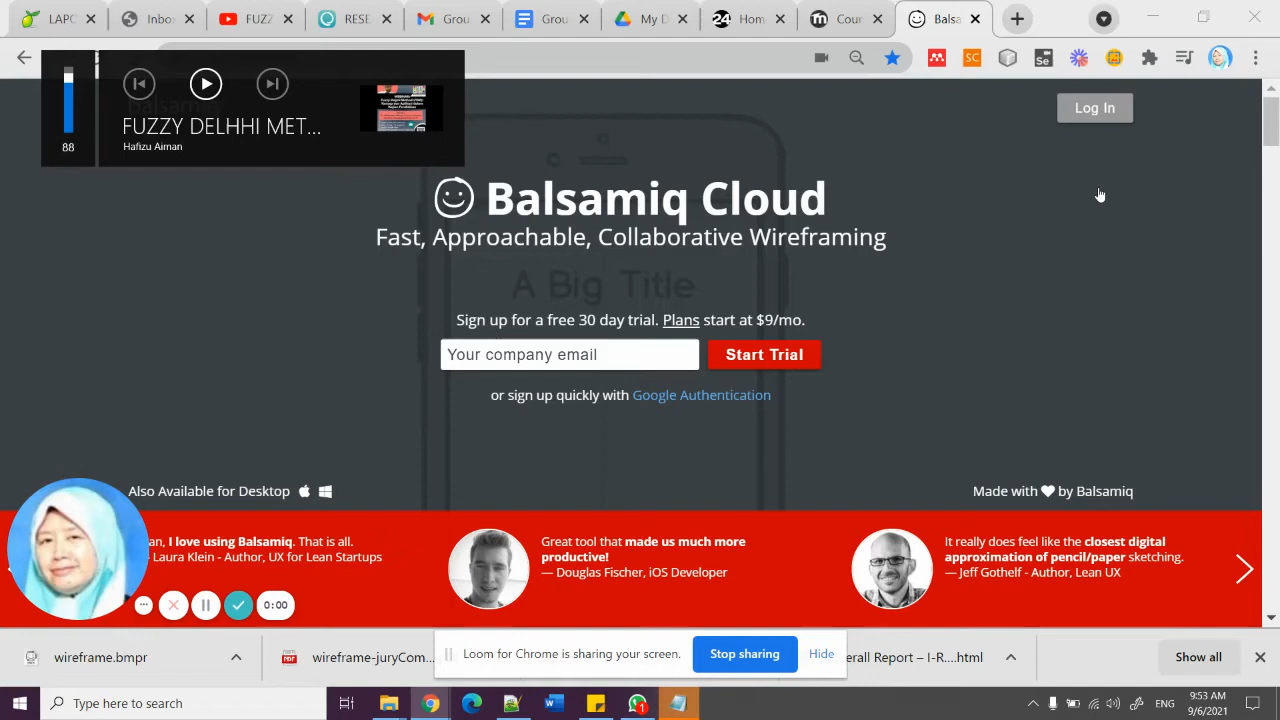 LAPC
Inbox
FUZZ
RESE
Grou
Grou
My D
24 Hom
m Cour
Balsa
SC
Se
88
FUZZY DELHHI MET...
Hafizu Aiman
Log In
Balsamiq Cloud
Fast, Approachable, Collaborative Wireframing
A Big Title
Sign up for a free 30 day trial. Plans start at $9/mo.
Your company email
Start Trial
or sign up quickly with Google Authentication
Also Available for Desktop
Made with by Balsamiq
an, I love using Balsamiq. That is all.
Laura Klein - Author, UX for Lean Startups
Great tool that made us much more
productive!
— Douglas Fischer, iOS Developer
It really does feel like the closest digital
approximation of pencil/paper sketching.
— Jeff Gothelf - Author, Lean UX
0:00
wireframe.bmpr
PDF
wireframe-juryCom...
Loom for Chrome is sharing your screen.
Stop sharing
Hide
erall Report – I-R....html
Show all
Type here to search
W
1
ENG
9:53 AM
9/6/2021